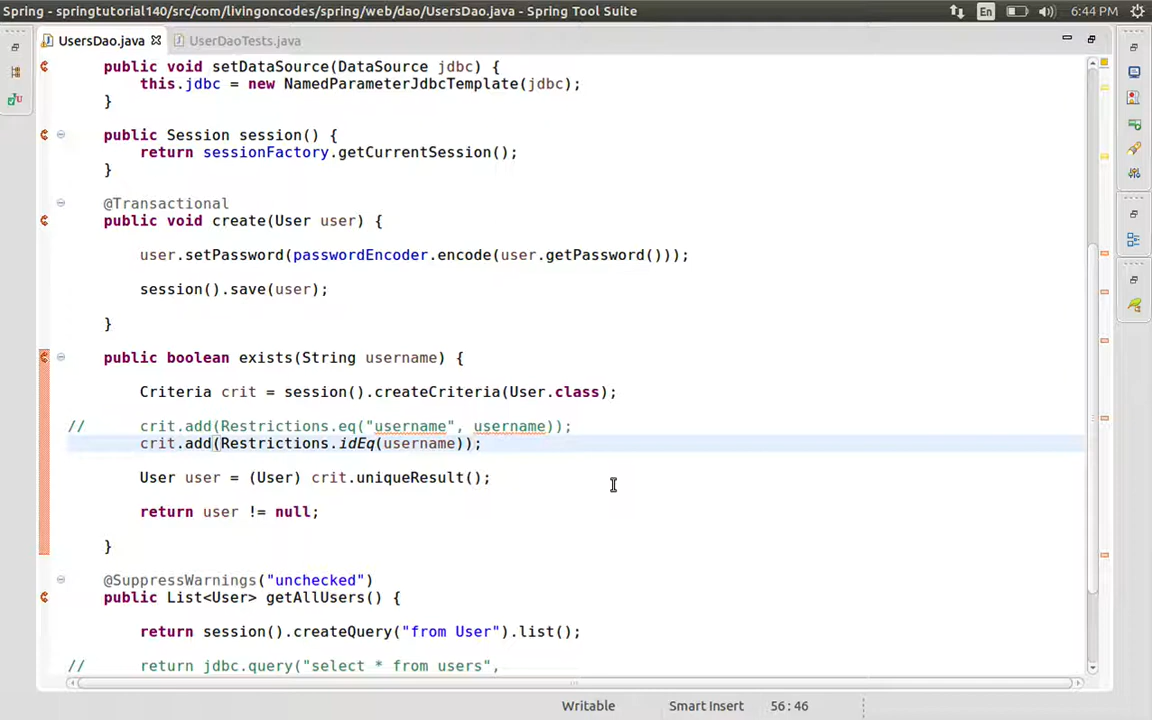 Spring - springtutorial140/src/com/livingoncodes/spring/web/dao/UsersDao.java - Spring Tool Suite
En
6:44 PM
UsersDao.java
UserDaoTests.java
public void setDataSource(DataSource jdbc) {
this.jdbc = new NamedParameterJdbcTemplate(jdbc);
}
public Session session() {
return sessionFactory.getCurrentSession();
}
@Transactional
public void create(User user) {
user.setPassword(passwordEncoder.encode(user.getPassword()));
session().save(user);
}
public boolean exists(String username) {
Criteria crit = session().createCriteria(User.class);
// crit.add(Restrictions.eq("username", username));
crit.add(Restrictions.idEq(username));
User user = (User) crit.uniqueResult();
return user != null;
}
@SuppressWarnings("unchecked")
public List<User> getAllUsers() {
return session().createQuery("from User").list();
// return jdbc.query("select * from users",
Writable
Smart Insert
56 : 46